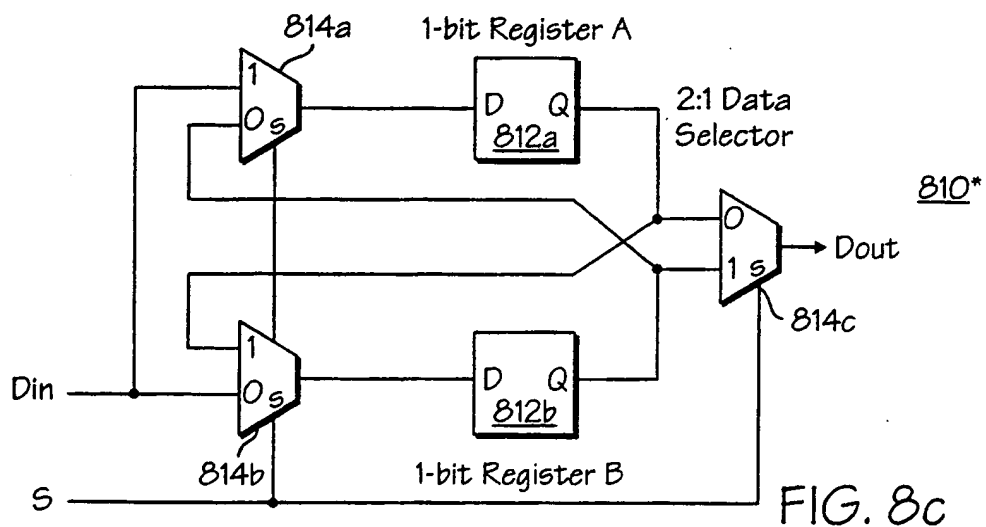 814a
1-bit Register A
1
0
s
D
Q
812a
2:1 Data
Selector
810*
0
1
s
Dout
814c
1
0
s
Din
D
Q
812b
814b
1-bit Register B
S
FIG. 8c